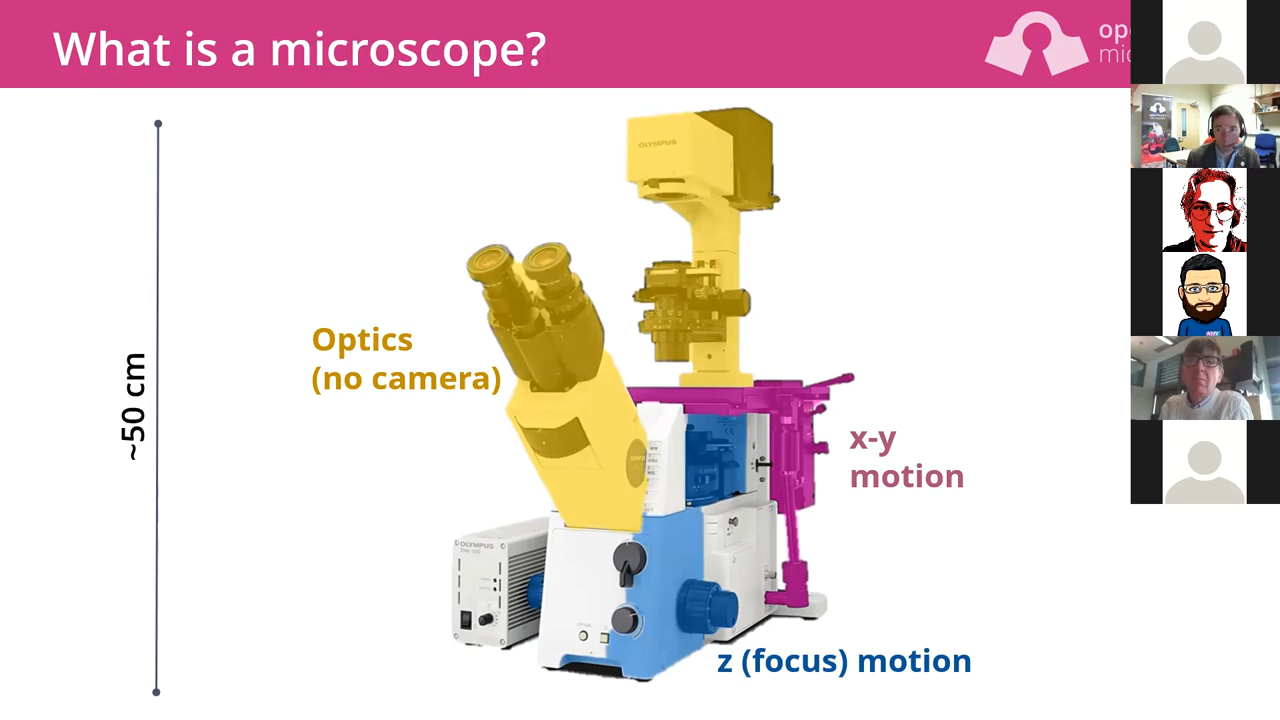 What is a microscope?
OLYMPUS
~50 cm
Optics
(no camera)
x-y
motion
OLYMPUS
z (focus) motion